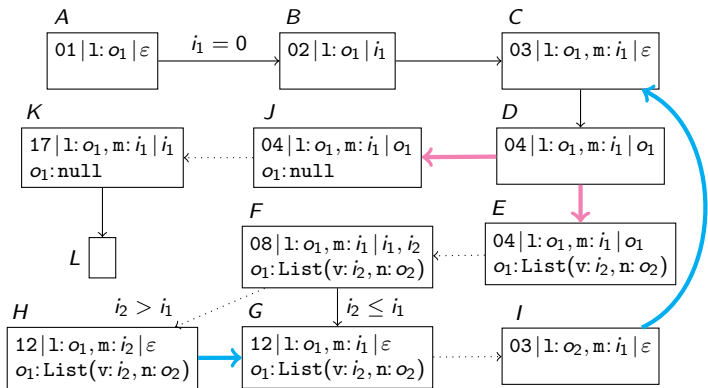 A
B
C
01 | l: o₁ | ε
i₁ = 0
02 | l: o₁ | i₁
03 | l: o₁, m: i₁ | ε
K
J
D
17 | l: o₁, m: i₁ | i₁
o₁: null
04 | l: o₁, m: i₁ | o₁
o₁: null
04 | l: o₁, m: i₁ | o₁
F
E
L
08 | l: o₁, m: i₁ | i₁, i₂
o₁: List(v: i₂, n: o₂)
04 | l: o₁, m: i₁ | o₁
o₁: List(v: i₂, n: o₂)
i₂ > i₁
i₂ ≤ i₁
H
G
I
12 | l: o₁, m: i₂ | ε
o₁: List(v: i₂, n: o₂)
12 | l: o₁, m: i₁ | ε
o₁: List(v: i₂, n: o₂)
03 | l: o₂, m: i₁ | ε